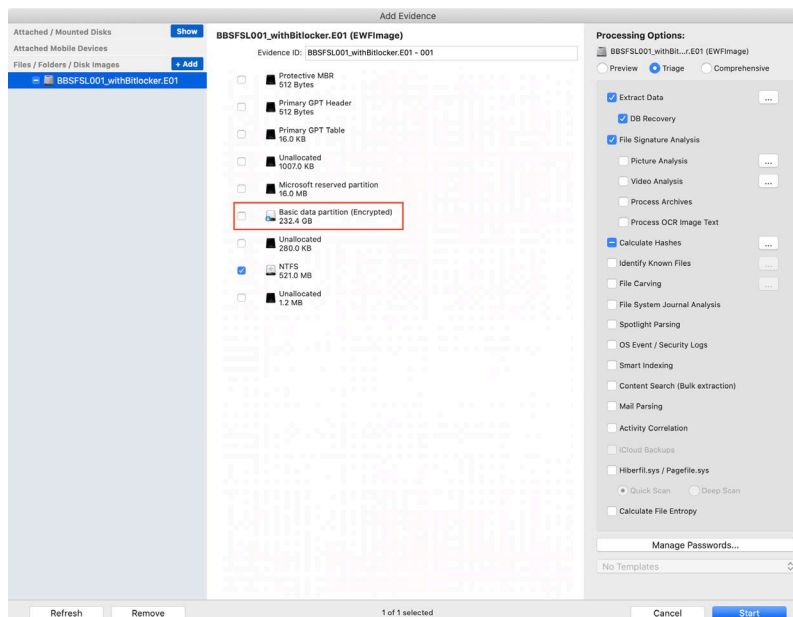 Add Evidence
Attached / Mounted Disks
Show
Attached Mobile Devices
Files / Folders / Disk Images
+ Add
BBSFSL001_withBitlocker.E01
BBSFSL001_withBitlocker.E01 (EWFImage)
Evidence ID: BBSFSL001_withBitlocker.E01 - 001
Protective MBR
512 Bytes
Primary GPT Header
512 Bytes
Primary GPT Table
16.0 KB
Unallocated
1007.0 KB
Microsoft reserved partition
16.0 MB
Basic data partition (Encrypted)
232.4 GB
Unallocated
280.0 KB
NTFS
521.0 MB
Unallocated
1.2 MB
Processing Options:
BBSFSL001_withBit...r.E01 (EWFImage)
Preview Triage Comprehensive
Extract Data ...
DB Recovery
File Signature Analysis
Picture Analysis ...
Video Analysis ...
Process Archives
Process OCR Image Text
Calculate Hashes ...
Identify Known Files ...
File Carving ...
File System Journal Analysis
Spotlight Parsing
OS Event / Security Logs
Smart Indexing
Content Search (Bulk extraction)
Mail Parsing
Activity Correlation
iCloud Backups
Hiberfil.sys / Pagefile.sys
Quick Scan Deep Scan
Calculate File Entropy
Manage Passwords...
No Templates
Refresh Remove 1 of 1 selected Cancel Start